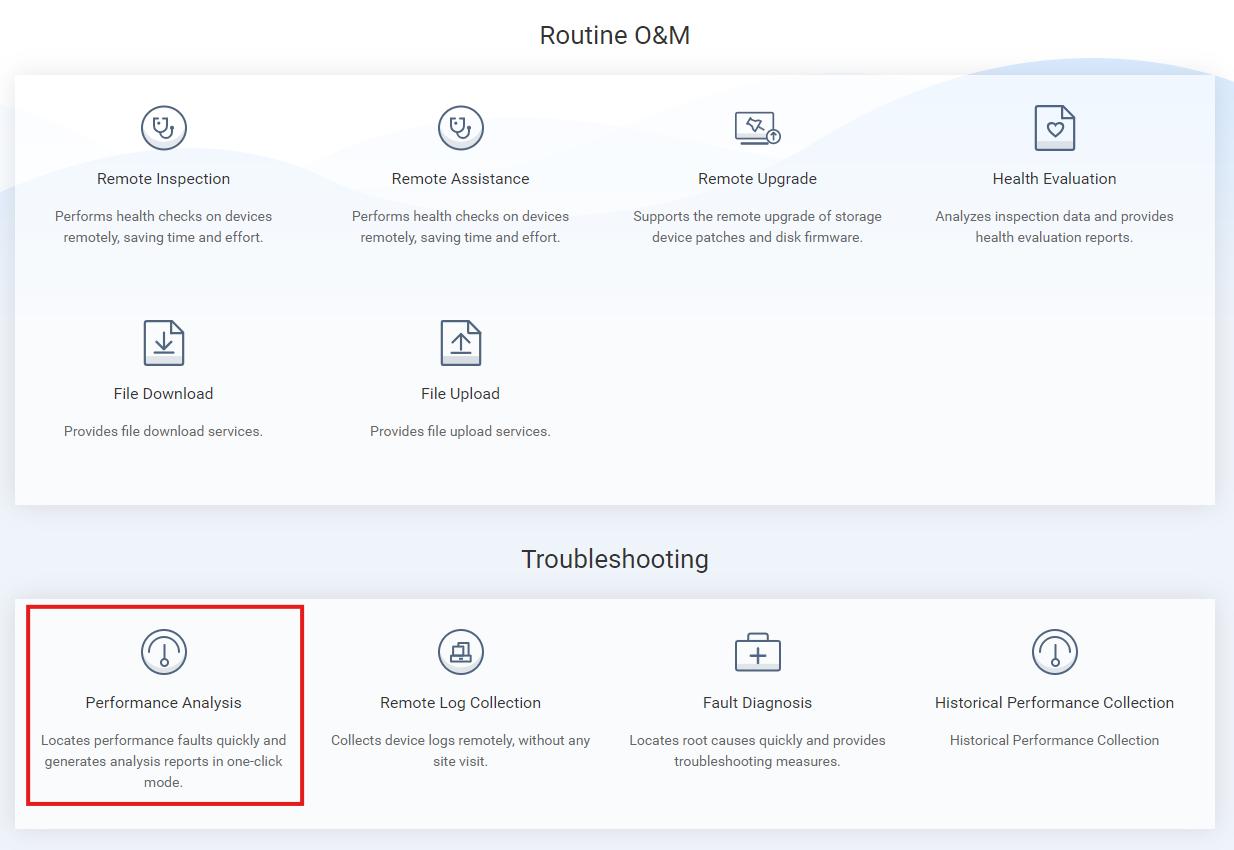 Routine O&M
Remote Inspection
Performs health checks on devices
remotely, saving time and effort.
Remote Assistance
Performs health checks on devices
remotely, saving time and effort.
Remote Upgrade
Supports the remote upgrade of storage
device patches and disk firmware.
Health Evaluation
Analyzes inspection data and provides
health evaluation reports.
File Download
Provides file download services.
File Upload
Provides file upload services.
Troubleshooting
Performance Analysis
Locates performance faults quickly and
generates analysis reports in one-click
mode.
Remote Log Collection
Collects device logs remotely, without any
site visit.
Fault Diagnosis
Locates root causes quickly and provides
troubleshooting measures.
Historical Performance Collection
Historical Performance Collection